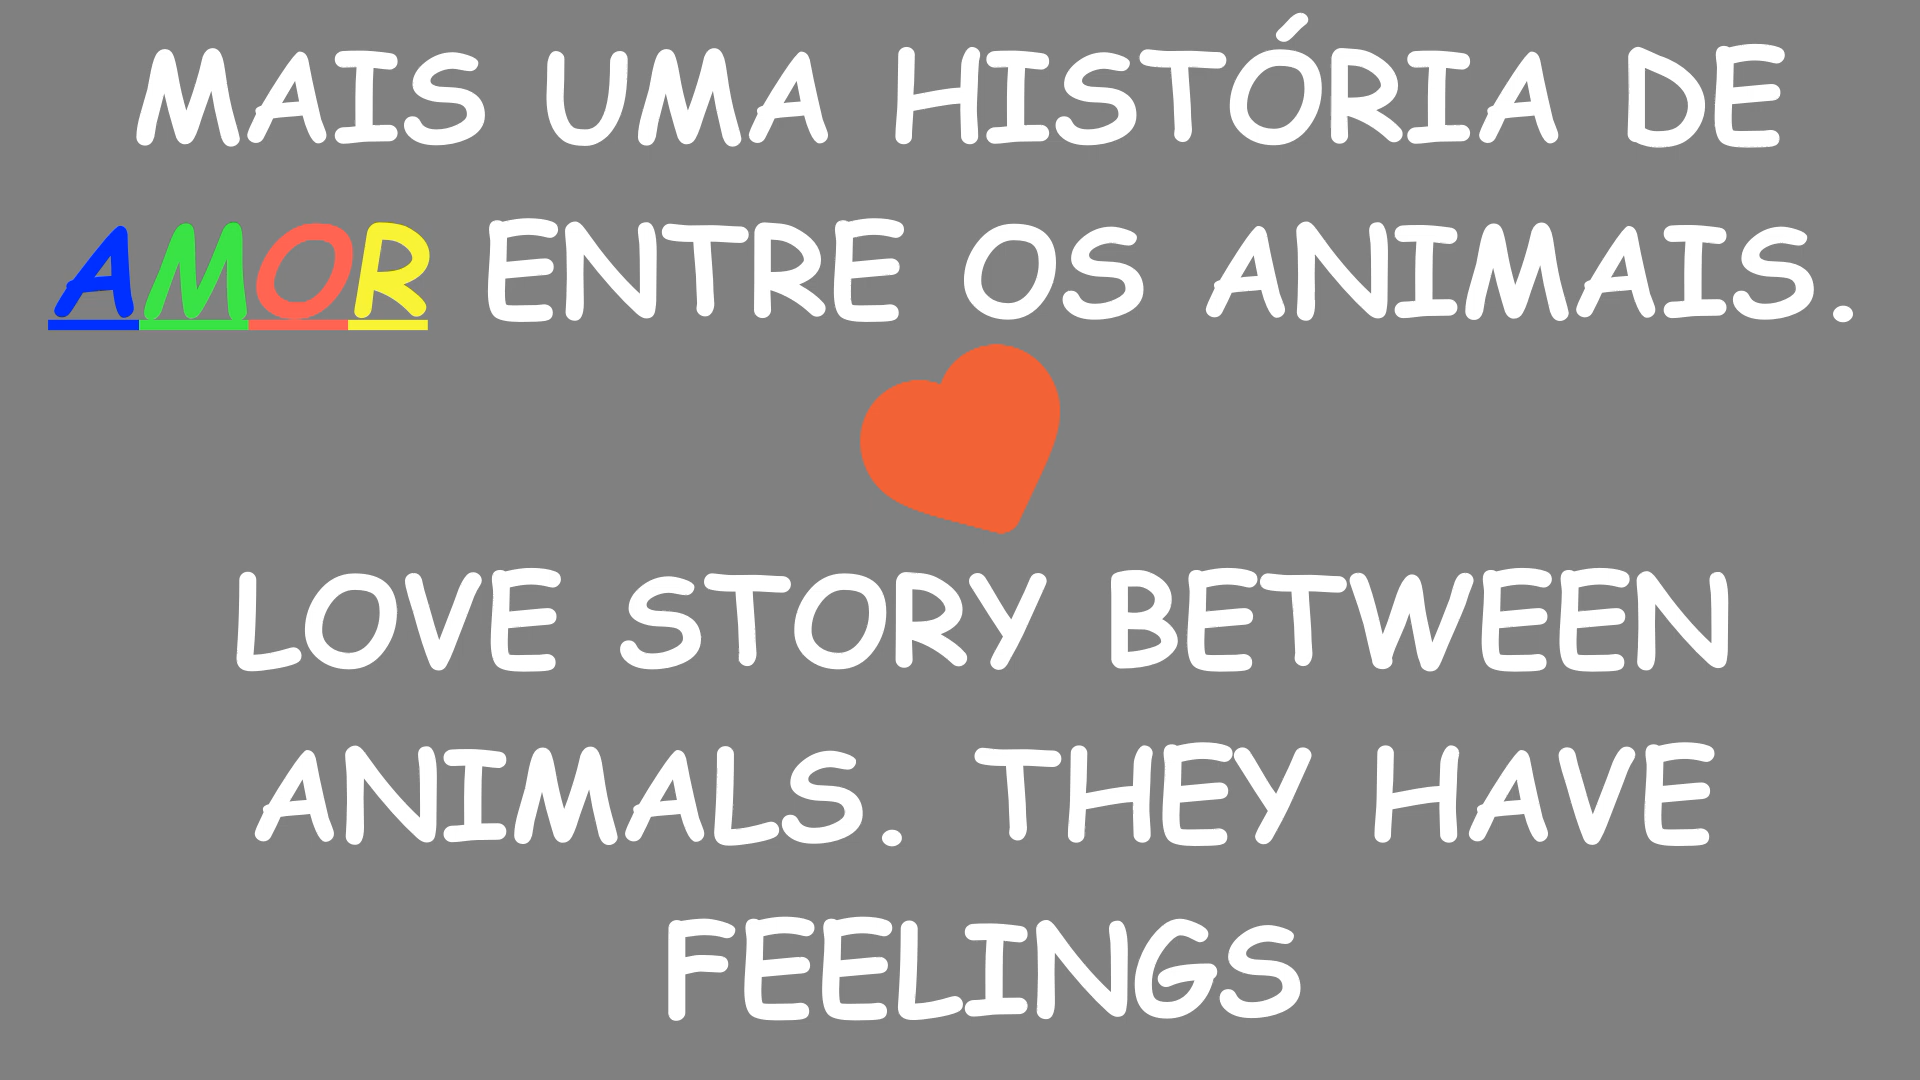 MAIS UMA HISTÓRIA DE
AMOR ENTRE OS ANIMAIS.
LOVE STORY BETWEEN
ANIMALS. THEY HAVE
FEELINGS